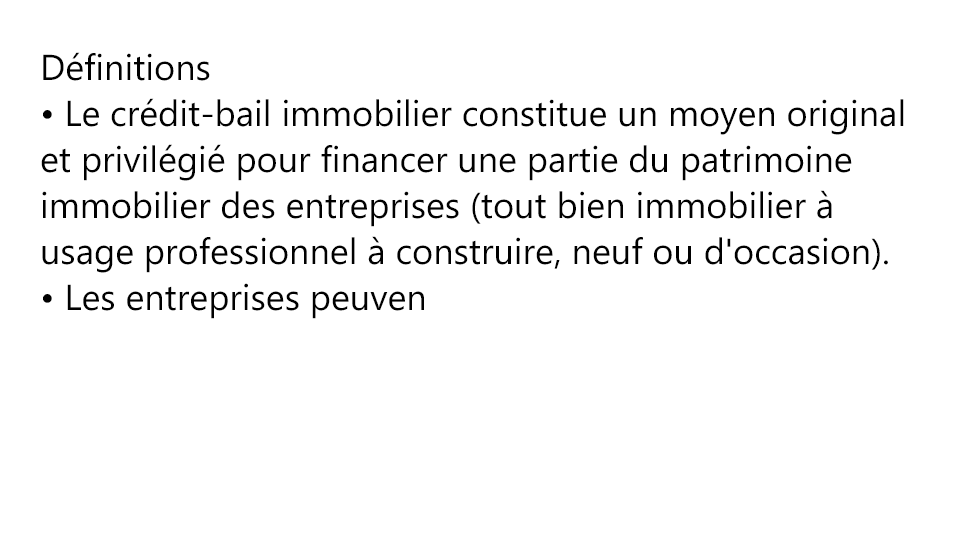 Définitions
• Le crédit-bail immobilier constitue un moyen original
et privilégié pour financer une partie du patrimoine
immobilier des entreprises (tout bien immobilier à
usage professionnel à construire, neuf ou d'occasion).
• Les entreprises peuven